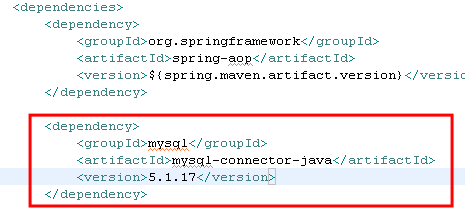 <dependencies>
<dependency>
<groupId>org.springframework</groupId>
<artifactId>spring-aop</artifactId>
<version>${spring.maven.artifact.version}</versio
</dependency>
<dependency>
<groupId>mysql</groupId>
<artifactId>mysql-connector-java</artifactId>
<version>5.1.17</version>
</dependency>